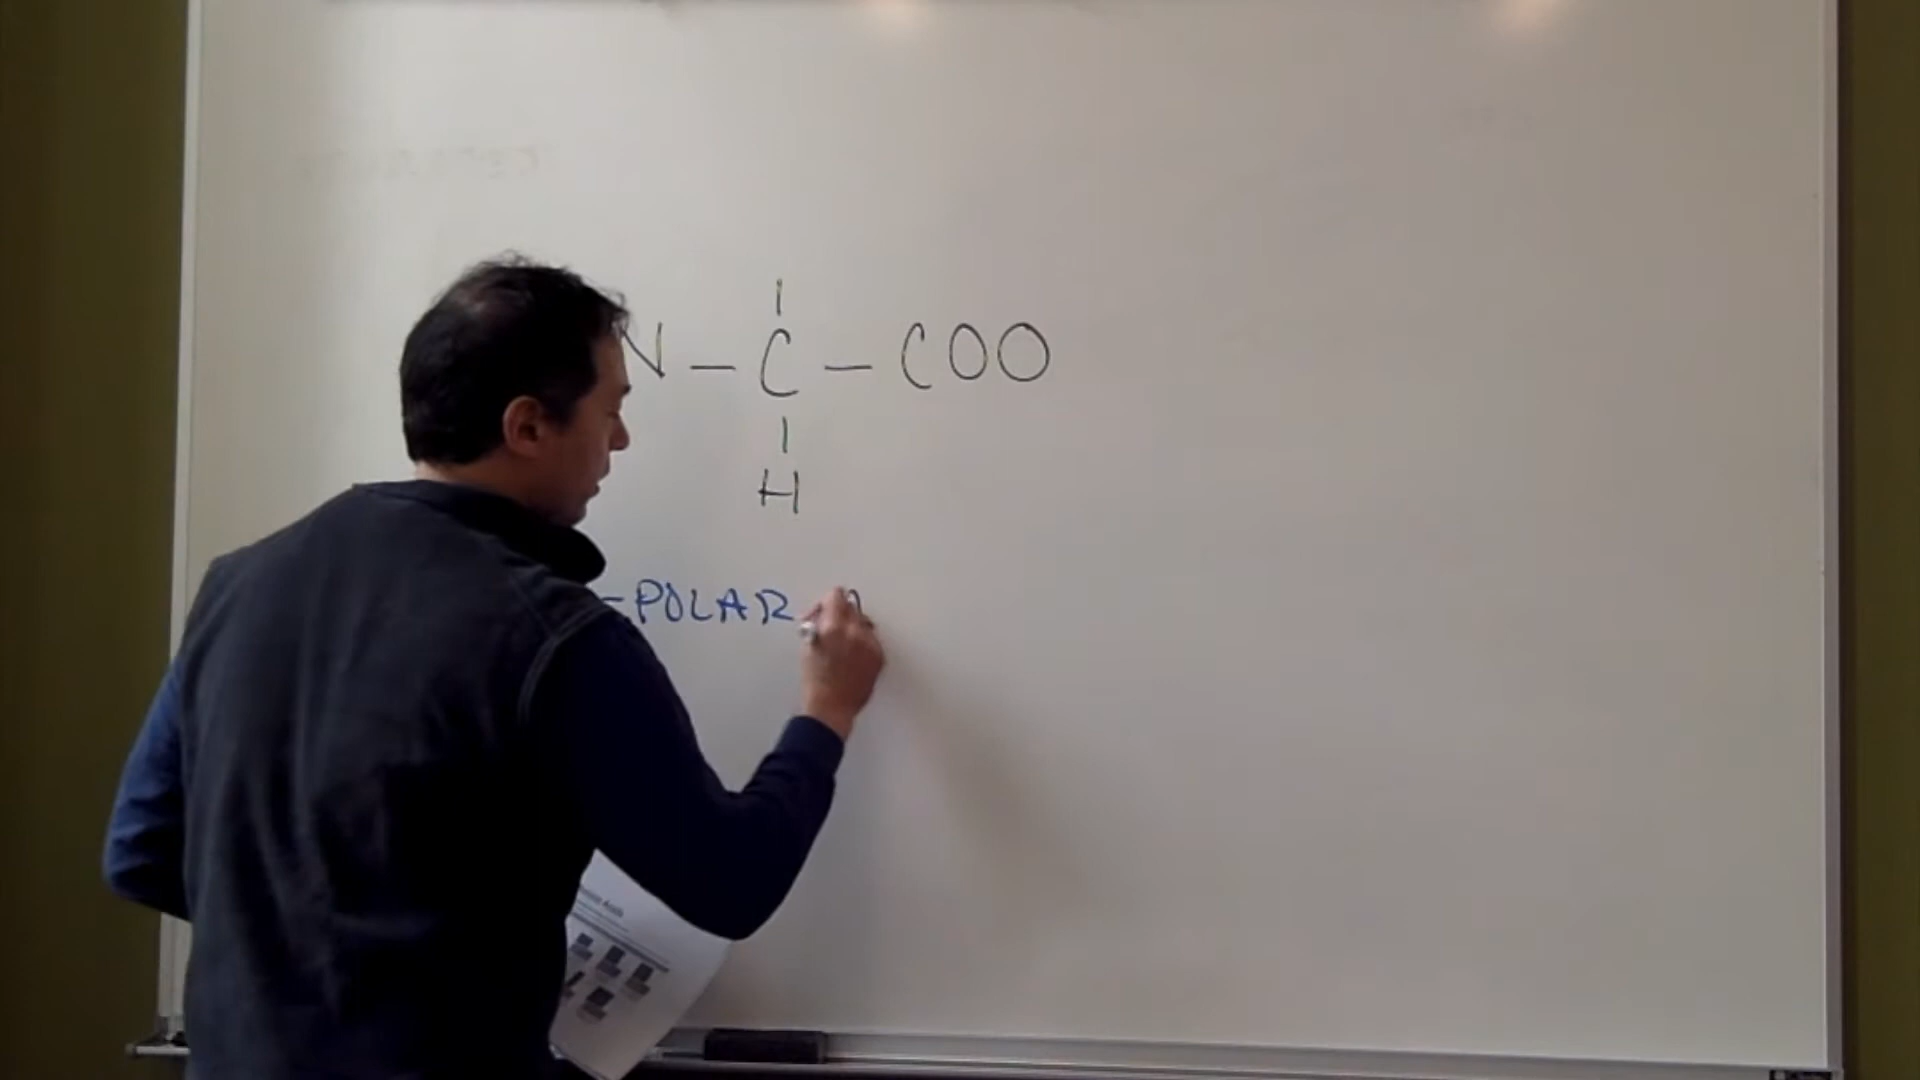 N — C — COO
H
-POLAR